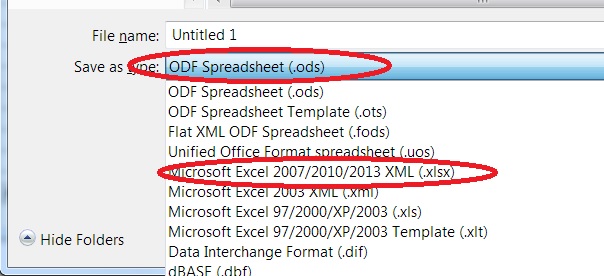 File name: Untitled 1
Save as type: ODF Spreadsheet (.ods)
ODF Spreadsheet (.ods)
ODF Spreadsheet Template (.ots)
Flat XML ODF Spreadsheet (.fods)
Unified Office Format spreadsheet (.uos)
Microsoft Excel 2007/2010/2013 XML (.xlsx)
Microsoft Excel 2003 XML (.xml)
Microsoft Excel 97/2000/XP/2003 (.xls)
Microsoft Excel 97/2000/XP/2003 Template (.xlt)
Hide Folders
Data Interchange Format (.dif)
dBASE (.dbf)